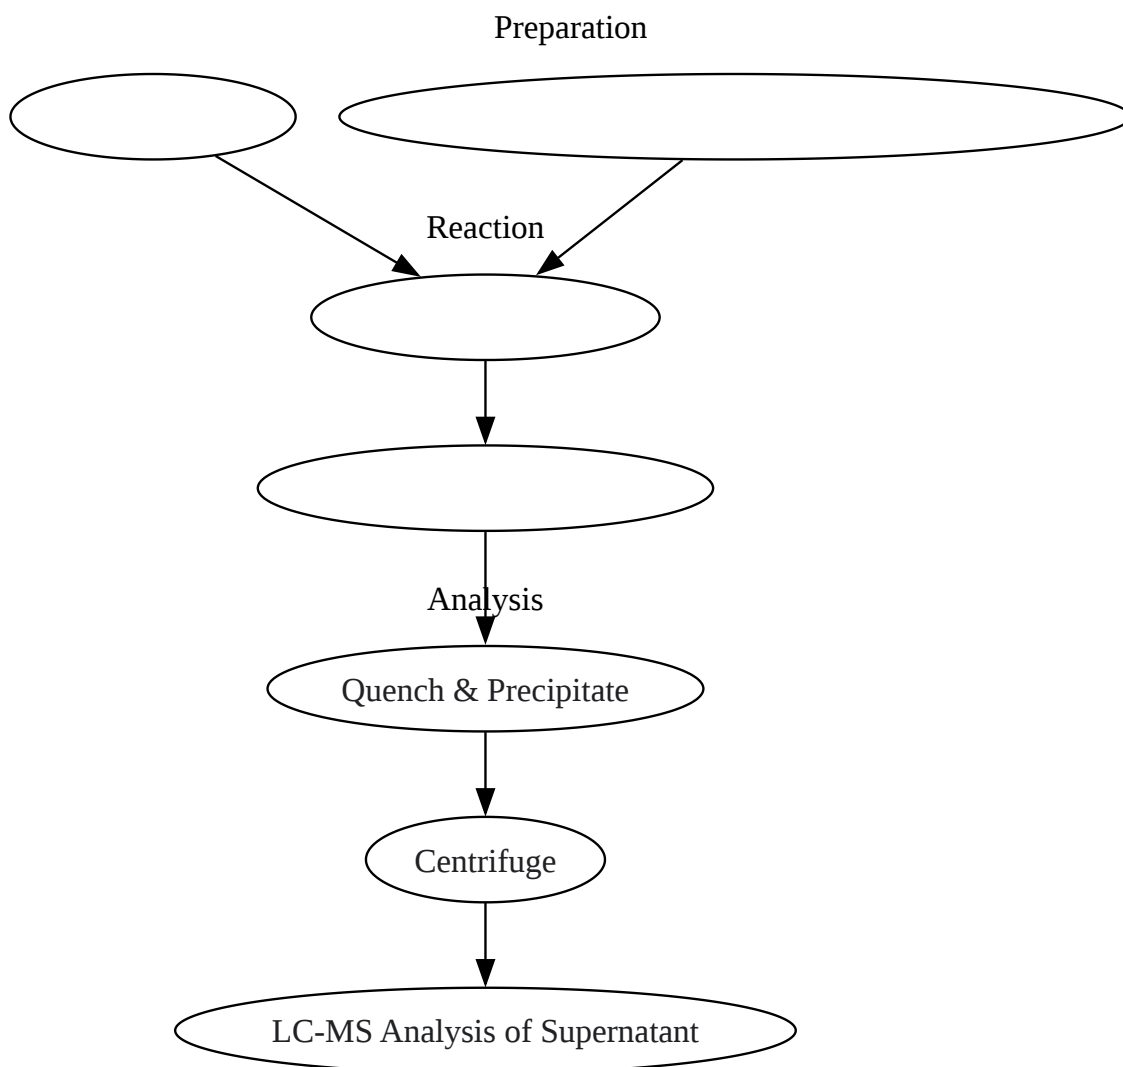 Preparation
Reaction
Analysis
Quench & Precipitate
Centrifuge
LC-MS Analysis of Supernatant